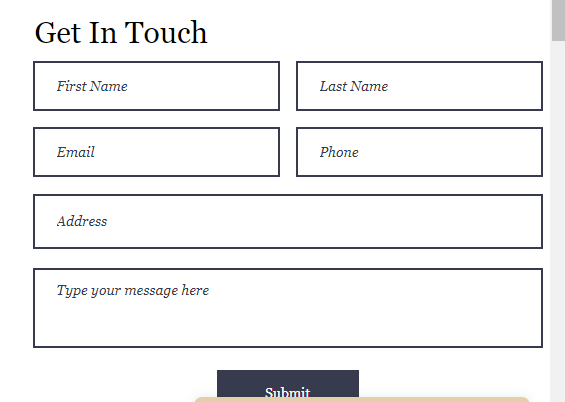 Get In Touch
First Name
Last Name
Email
Phone
Address
Type your message here
Submit